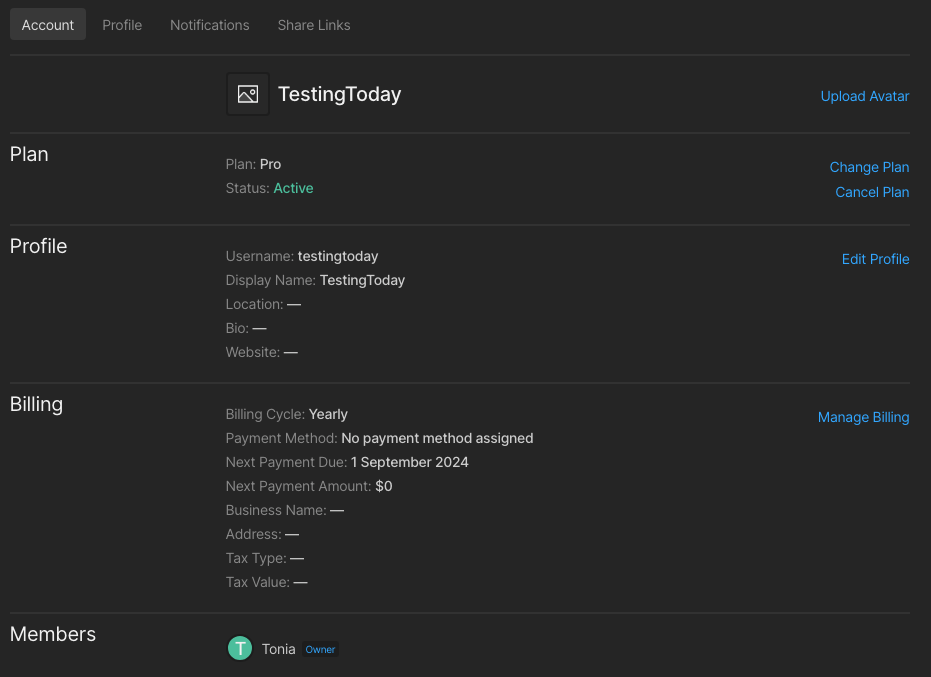 Account Profile Notifications Share Links
TestingToday Upload Avatar
Plan
Plan: Pro Change Plan
Status: Active Cancel Plan
Profile
Username: testingtoday Edit Profile
Display Name: TestingToday
Location: —
Bio: —
Website: —
Billing
Billing Cycle: Yearly Manage Billing
Payment Method: No payment method assigned
Next Payment Due: 1 September 2024
Next Payment Amount: $0
Business Name: —
Address: —
Tax Type: —
Tax Value: —
Members
T Tonia Owner